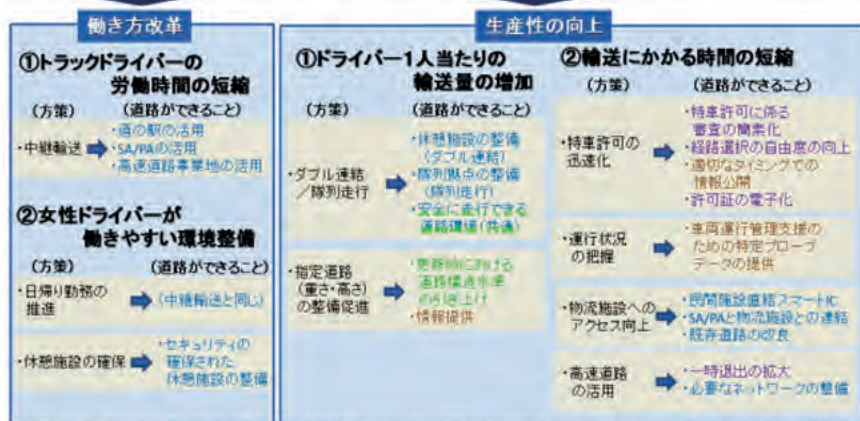 働き方改革
①トラックドライバーの
労働時間の短縮
(方策) (道路ができること)
・中継輸送
・道の駅の活用
・SA/PAの活用
・高速道路事業地の活用
②女性ドライバーが
働きやすい環境整備
(方策) (道路ができること)
・日帰り勤務の
推進
(中継輸送と同じ)
・休憩施設の確保
・セキュリティの
確保された
休憩施設の整備
生産性の向上
①ドライバー1人当たりの
輸送量の増加
(方策) (道路ができること)
・ダブル連結
/隊列走行
・休憩施設の整備
(ダブル連結)
・隊列拠点の整備
(隊列走行)
・安全に走行できる
道路環境(共通)
・指定道路
(重さ・高さ)
の整備促進
・更新時における
道路構造水準
の引き上げ
・情報提供
②輸送にかかる時間の短縮
(方策) (道路ができること)
・特車許可の
迅速化
・特車許可に係る
審査の簡素化
・経路選択の自由度の向上
・適切なタイミングでの
情報公開
・許可証の電子化
・運行状況
の把握
・車両運行管理支援の
ための特定プローブ
データの提供
・物流施設への
アクセス向上
・民間施設直結スマートIC
・SA/PAと物流施設との連結
・既存道路の改良
・高速道路
の活用
・一時退出の拡大
・必要なネットワークの整備